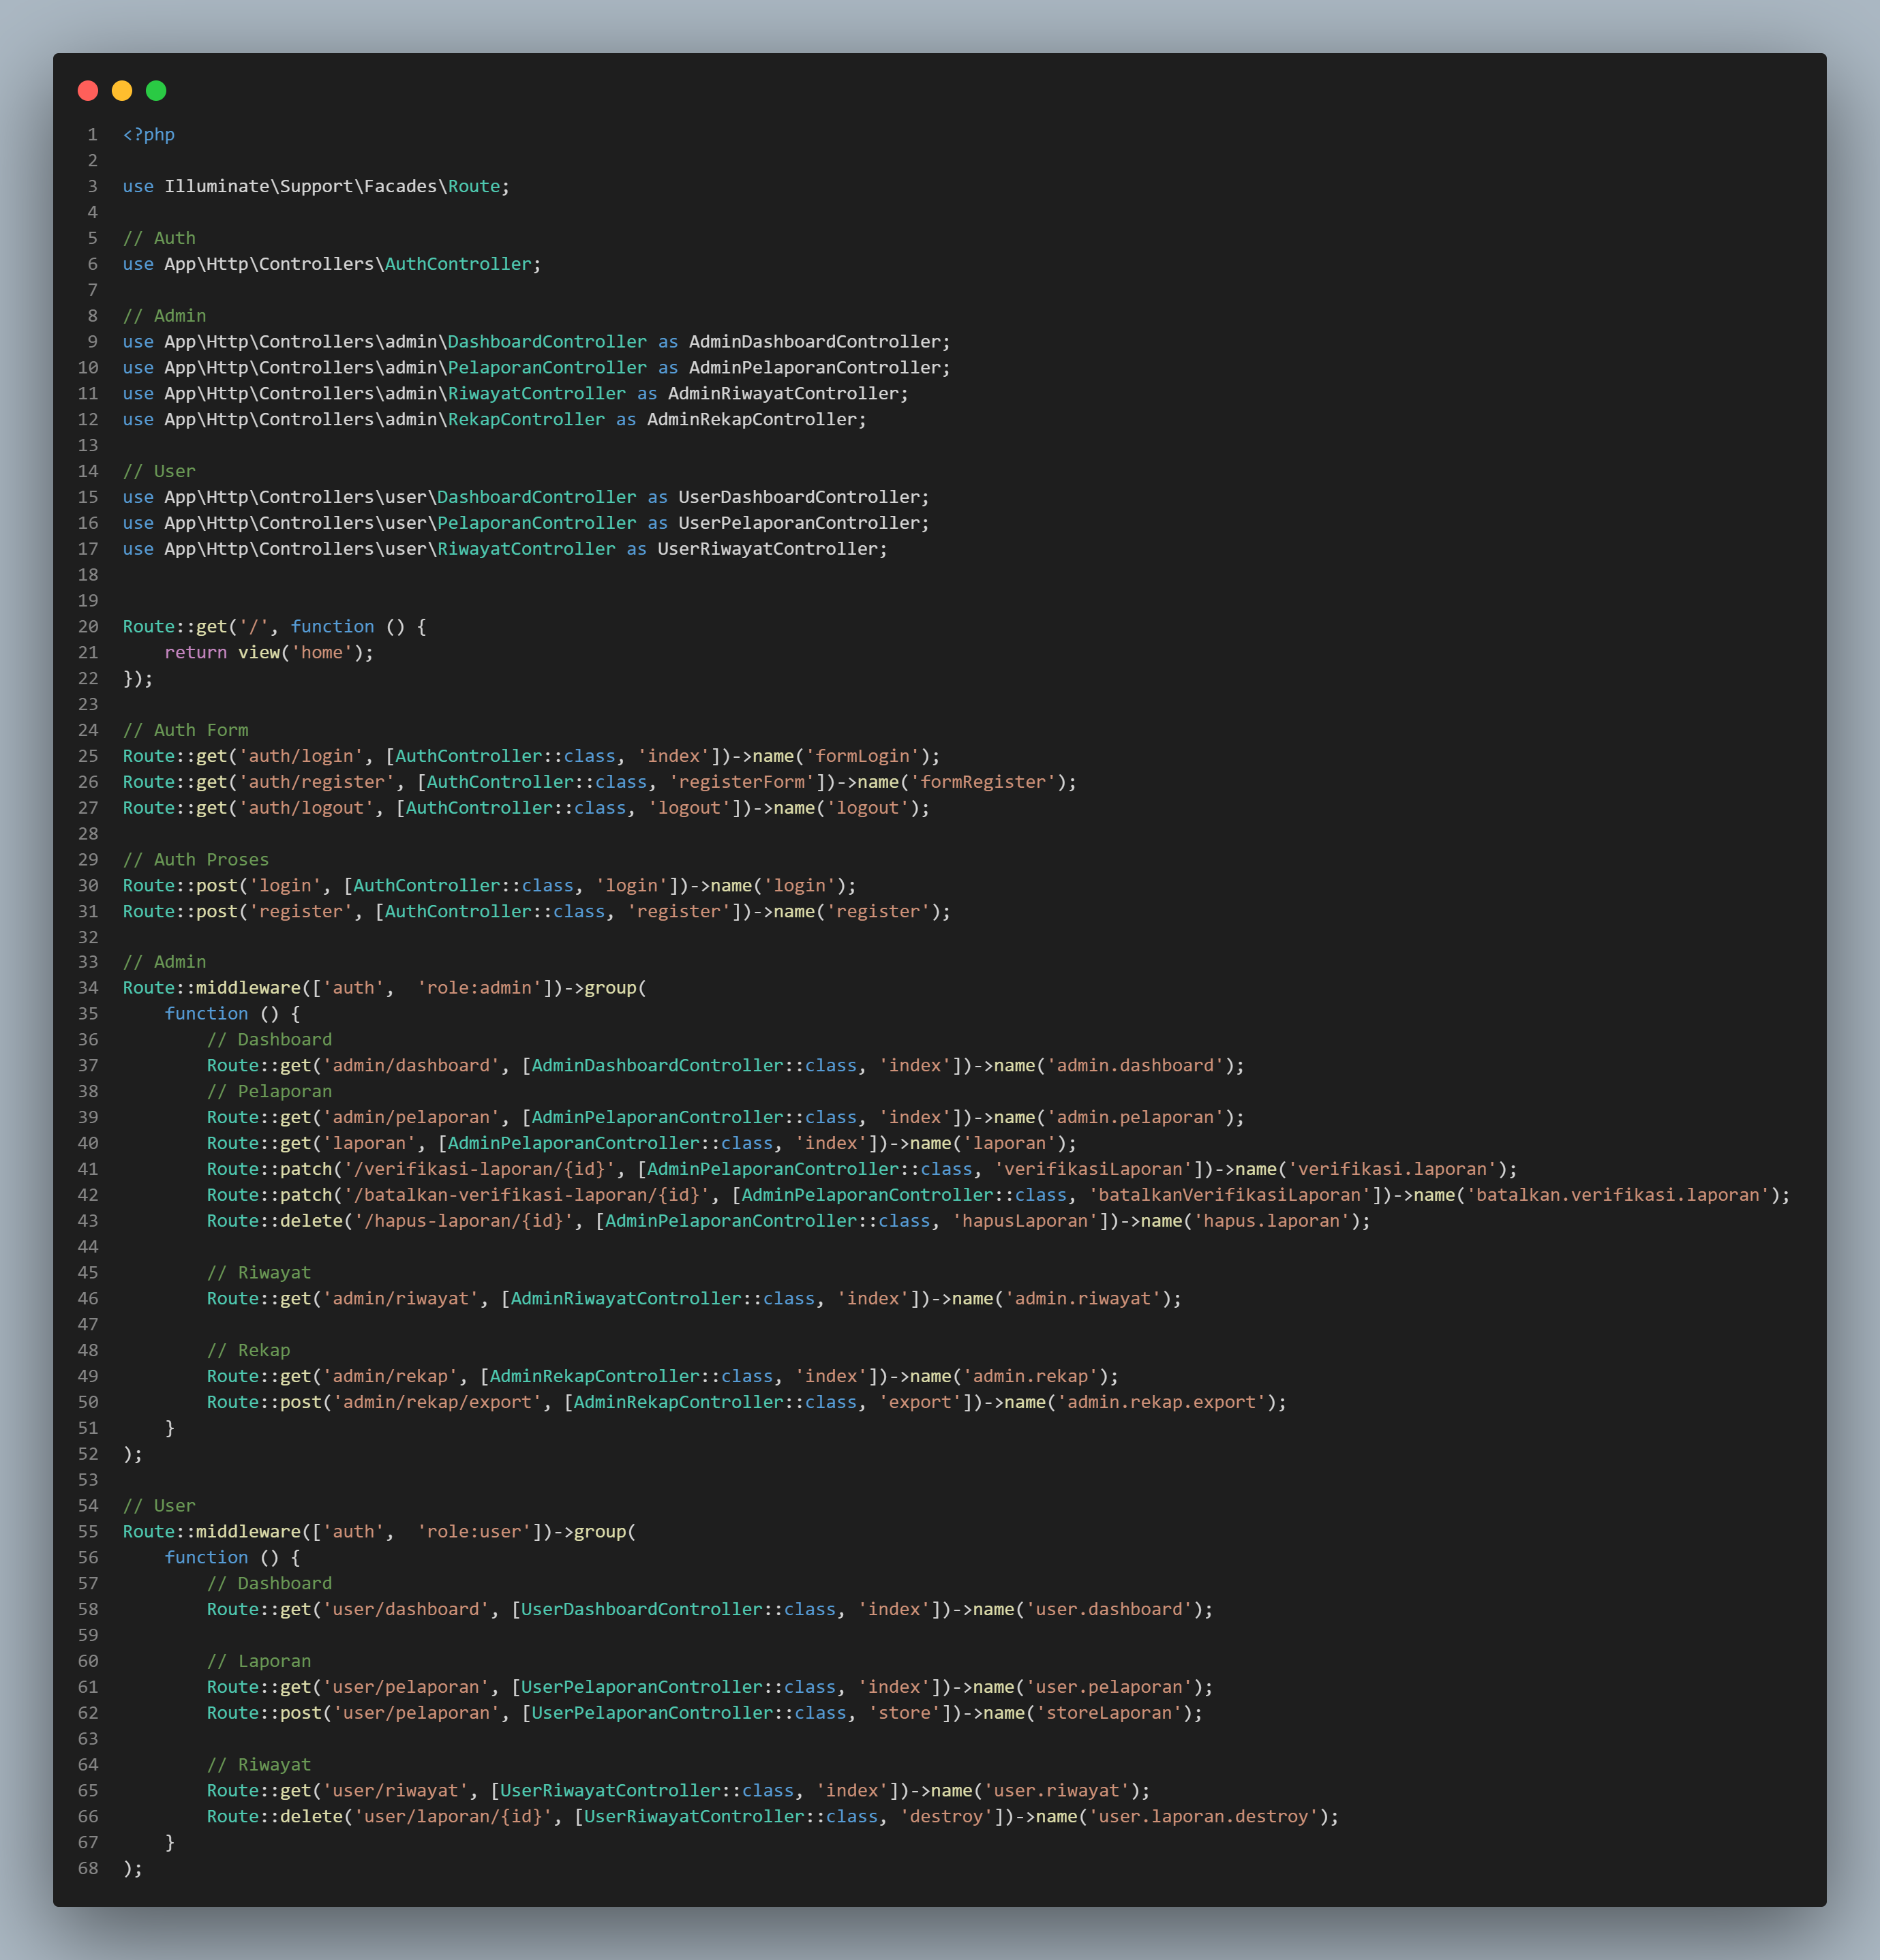 1 <?php
2
3 use Illuminate\Support\Facades\Route;
4
5 // Auth
6 use App\Http\Controllers\AuthController;
7
8 // Admin
9 use App\Http\Controllers\admin\DashboardController as AdminDashboardController;
10 use App\Http\Controllers\admin\PelaporanController as AdminPelaporanController;
11 use App\Http\Controllers\admin\RiwayatController as AdminRiwayatController;
12 use App\Http\Controllers\admin\RekapController as AdminRekapController;
13
14 // User
15 use App\Http\Controllers\user\DashboardController as UserDashboardController;
16 use App\Http\Controllers\user\PelaporanController as UserPelaporanController;
17 use App\Http\Controllers\user\RiwayatController as UserRiwayatController;
18
19
20 Route::get('/', function () {
21     return view('home');
22 });
23
24 // Auth Form
25 Route::get('auth/login', [AuthController::class, 'index'])->name('formLogin');
26 Route::get('auth/register', [AuthController::class, 'registerForm'])->name('formRegister');
27 Route::get('auth/logout', [AuthController::class, 'logout'])->name('logout');
28
29 // Auth Proses
30 Route::post('login', [AuthController::class, 'login'])->name('login');
31 Route::post('register', [AuthController::class, 'register'])->name('register');
32
33 // Admin
34 Route::middleware(['auth',  'role:admin'])->group(
35     function () {
36         // Dashboard
37         Route::get('admin/dashboard', [AdminDashboardController::class, 'index'])->name('admin.dashboard');
38         // Pelaporan
39         Route::get('admin/pelaporan', [AdminPelaporanController::class, 'index'])->name('admin.pelaporan');
40         Route::get('laporan', [AdminPelaporanController::class, 'index'])->name('laporan');
41         Route::patch('/verifikasi-laporan/{id}', [AdminPelaporanController::class, 'verifikasiLaporan'])->name('verifikasi.laporan');
42         Route::patch('/batalkan-verifikasi-laporan/{id}', [AdminPelaporanController::class, 'batalkanVerifikasiLaporan'])->name('batalkan.verifikasi.laporan');
43         Route::delete('/hapus-laporan/{id}', [AdminPelaporanController::class, 'hapusLaporan'])->name('hapus.laporan');
44
45         // Riwayat
46         Route::get('admin/riwayat', [AdminRiwayatController::class, 'index'])->name('admin.riwayat');
47
48         // Rekap
49         Route::get('admin/rekap', [AdminRekapController::class, 'index'])->name('admin.rekap');
50         Route::post('admin/rekap/export', [AdminRekapController::class, 'export'])->name('admin.rekap.export');
51     }
52 );
53
54 // User
55 Route::middleware(['auth',  'role:user'])->group(
56     function () {
57         // Dashboard
58         Route::get('user/dashboard', [UserDashboardController::class, 'index'])->name('user.dashboard');
59
60         // Laporan
61         Route::get('user/pelaporan', [UserPelaporanController::class, 'index'])->name('user.pelaporan');
62         Route::post('user/pelaporan', [UserPelaporanController::class, 'store'])->name('storeLaporan');
63
64         // Riwayat
65         Route::get('user/riwayat', [UserRiwayatController::class, 'index'])->name('user.riwayat');
66         Route::delete('user/laporan/{id}', [UserRiwayatController::class, 'destroy'])->name('user.laporan.destroy');
67     }
68 );